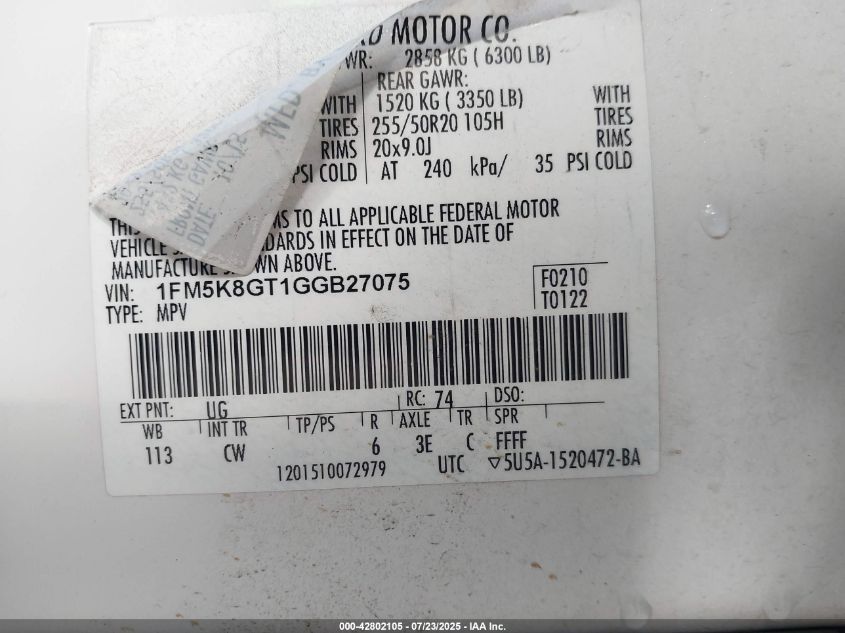 MOTOR CO.
2858 KG ( 6300 LB)
REAR GAWR:
WITH 1520 KG ( 3350 LB) WITH
TIRES 255/50R20 105H TIRES
RIMS 20x9.0J RIMS
PSI COLD AT 240 kPa/ 35 PSI COLD
TO ALL APPLICABLE FEDERAL MOTOR
VEHICLE IN EFFECT ON THE DATE OF
MANUFACTURE ABOVE.
VIN: 1FM5K8GT1GGB27075 F0210
TYPE: MPV T0122
EXT PNT: UG RC: 74 DSO:
WB INT TR TP/PS R AXLE TR SPR
113 CW 6 3E C FFFF
1201510072979 UTC ▽5U5A-1520472-BA
000-42802105 - 07/23/2025 - IAA Inc.